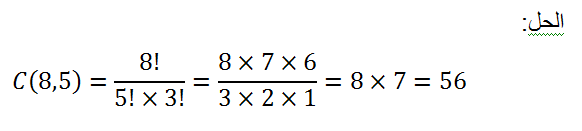 الحل:
C(8,5) = 8! / (5! × 3!) = (8 × 7 × 6) / (3 × 2 × 1) = 8 × 7 = 56